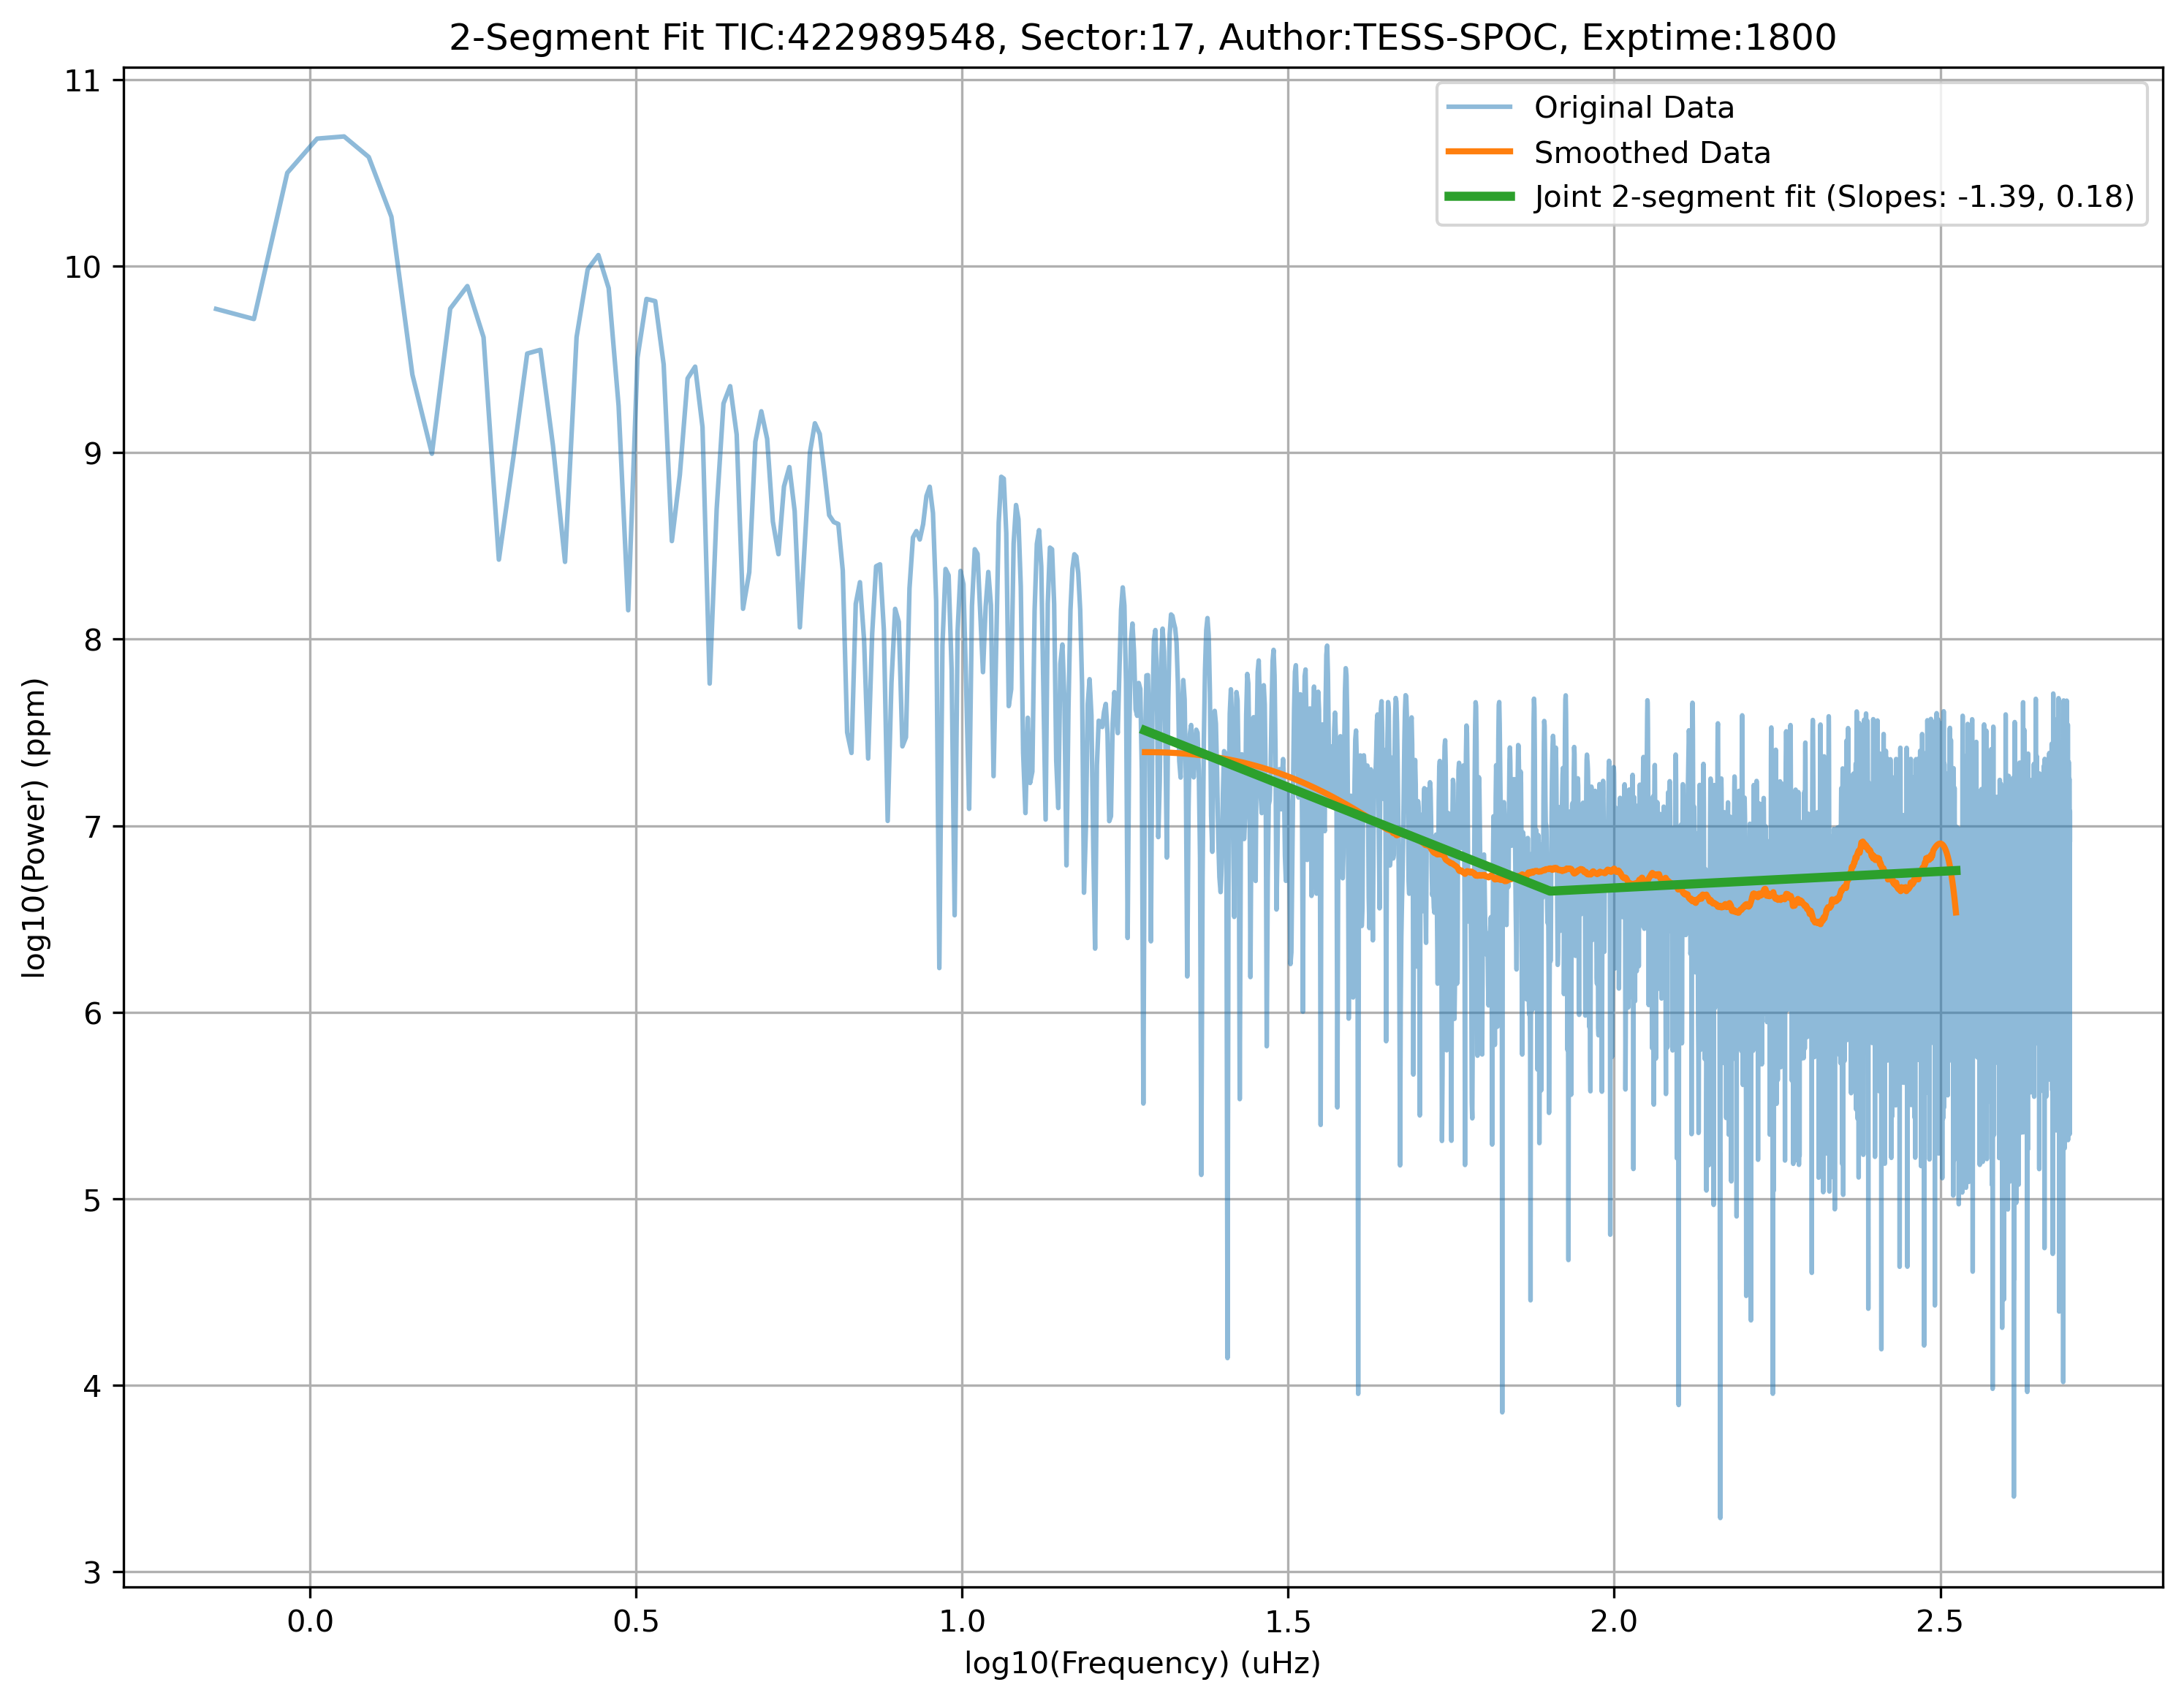 2-Segment Fit TIC:422989548, Sector:17, Author:TESS-SPOC, Exptime:1800
Original Data
Smoothed Data
Joint 2-segment fit (Slopes: -1.39, 0.18)
log10(Power) (ppm)
11
10
9
8
7
6
5
4
3
0.0 0.5 1.0 1.5 2.0 2.5
log10(Frequency) (uHz)